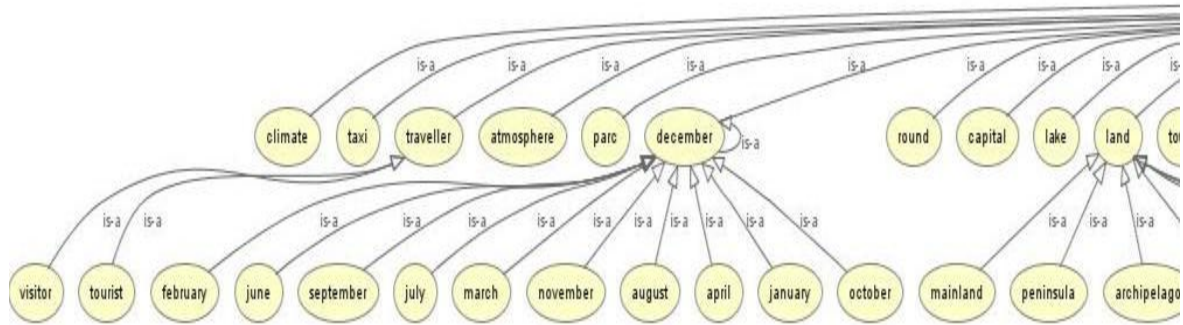 is-a is-a is-a is-a is-a is-a is-a is-a
climate taxi traveller atmosphere parc december is-a round capital lake land
is-a is-a is-a is-a is-a is-a is-a is-a is-a is-a is-a is-a is-a
visitor tourist february june september july march november august april january october mainland peninsula archipelago